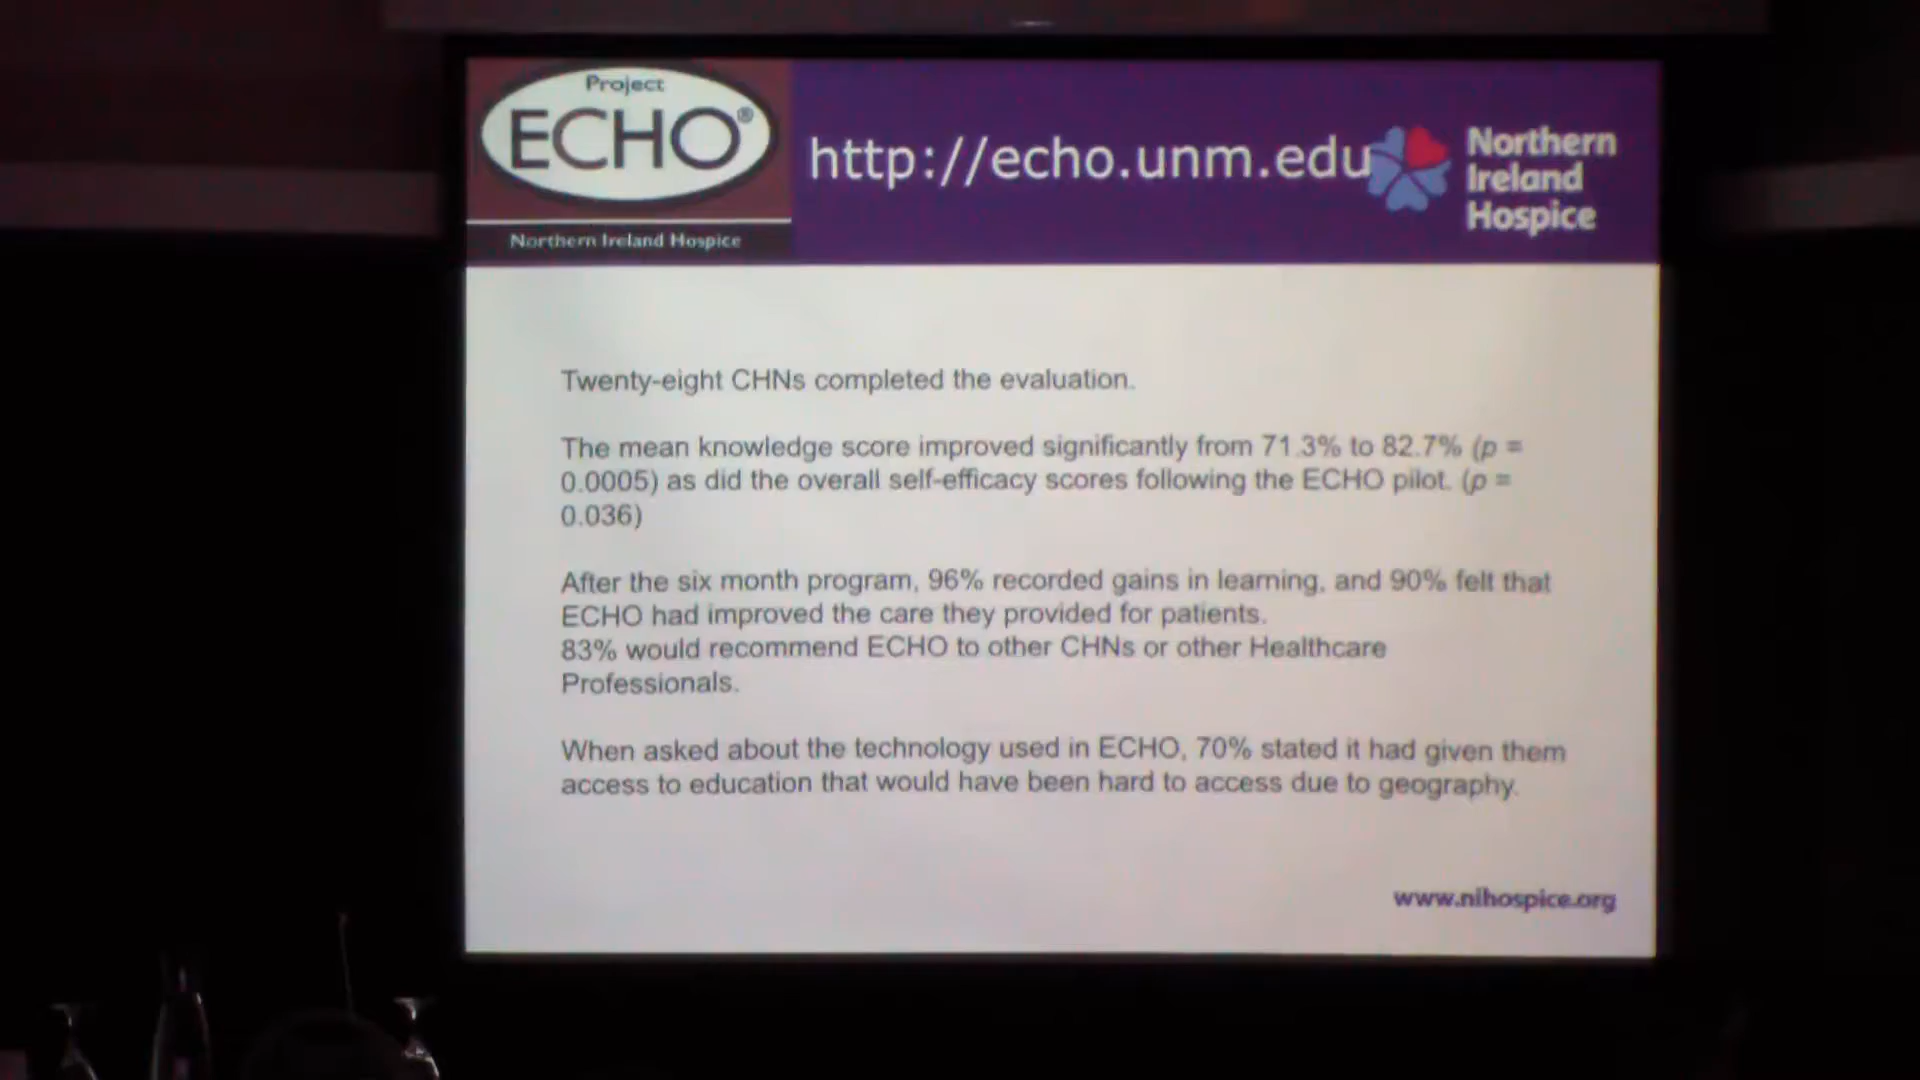 Project
ECHO®
Northern Ireland Hospice
http://echo.unm.edu
Northern
Ireland
Hospice
Twenty-eight CHNs completed the evaluation.
The mean knowledge score improved significantly from 71.3% to 82.7% (p =
0.0005) as did the overall self-efficacy scores following the ECHO pilot. (p =
0.036)
After the six month program, 96% recorded gains in learning, and 90% felt that
ECHO had improved the care they provided for patients.
83% would recommend ECHO to other CHNs or other Healthcare
Professionals.
When asked about the technology used in ECHO, 70% stated it had given them
access to education that would have been hard to access due to geography.
www.nihospice.org